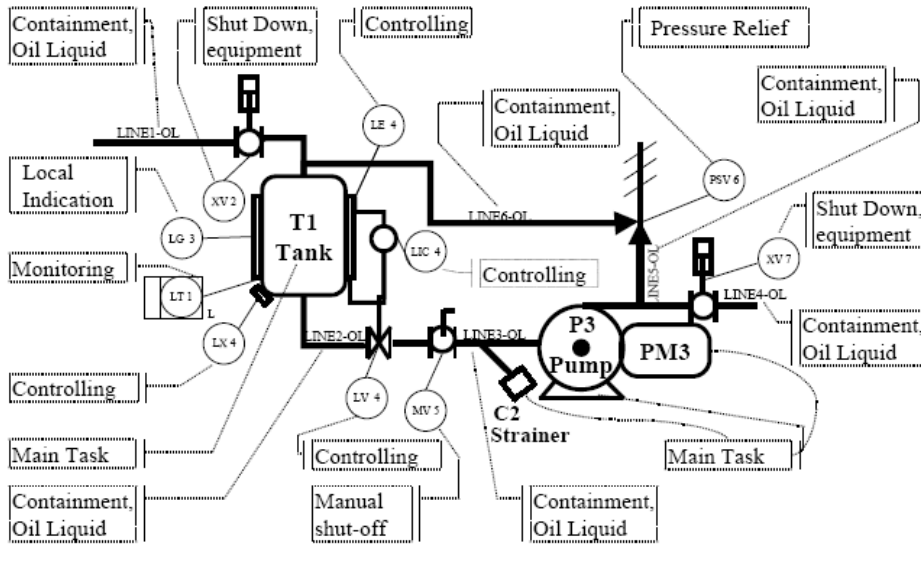 Containment,
Oil Liquid
Shut Down,
equipment
Controlling
Pressure Relief
Containment,
Oil Liquid
Containment,
Oil Liquid
LINE1-OL
LE 4
Local
Indication
XV 2
PSV 6
T1
Tank
LINE6-OL
Shut Down,
equipment
LG 3
LIC 4
XV 7
Monitoring
Controlling
LINE5-OL
LT 1
L
LINE4-OL
LX 4
LINE2-OL
LINE3-OL
P3
Pump
PM3
Containment,
Oil Liquid
Controlling
LV 4
MV 5
C2
Strainer
Main Task
Controlling
Main Task
Containment,
Oil Liquid
Manual
shut-off
Containment,
Oil Liquid